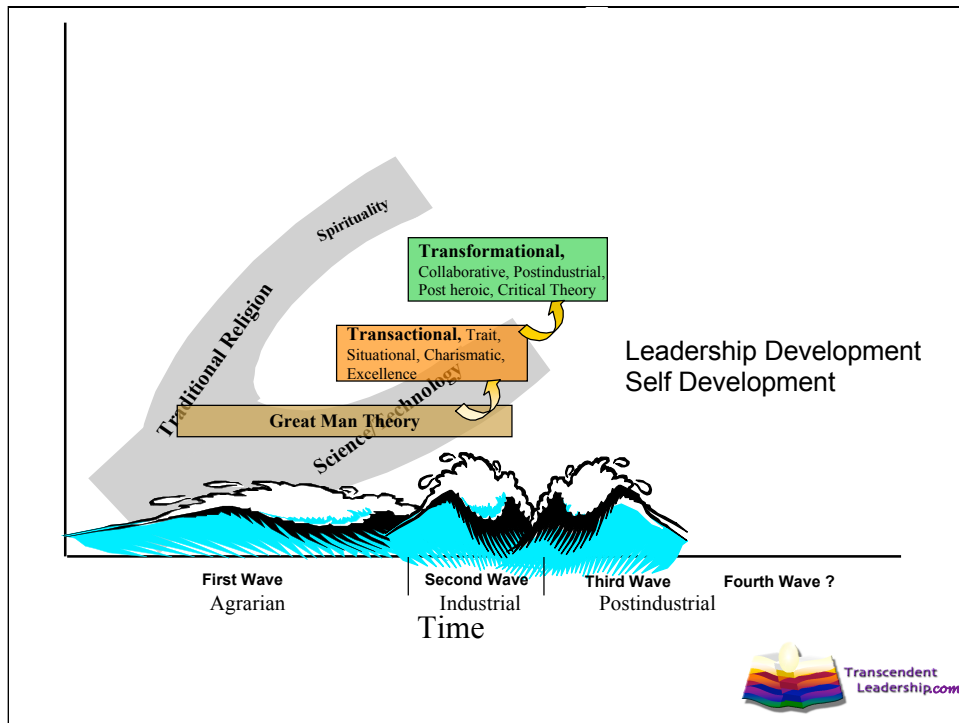 Spirituality
Traditional Religion
Science/Technology
Transformational,
Collaborative, Postindustrial,
Post heroic, Critical Theory
Transactional, Trait,
Situational, Charismatic,
Excellence
Great Man Theory
Leadership Development
Self Development
First Wave
Second Wave
Third Wave
Fourth Wave ?
Agrarian
Industrial
Postindustrial
Time
Transcendent
Leadership.com